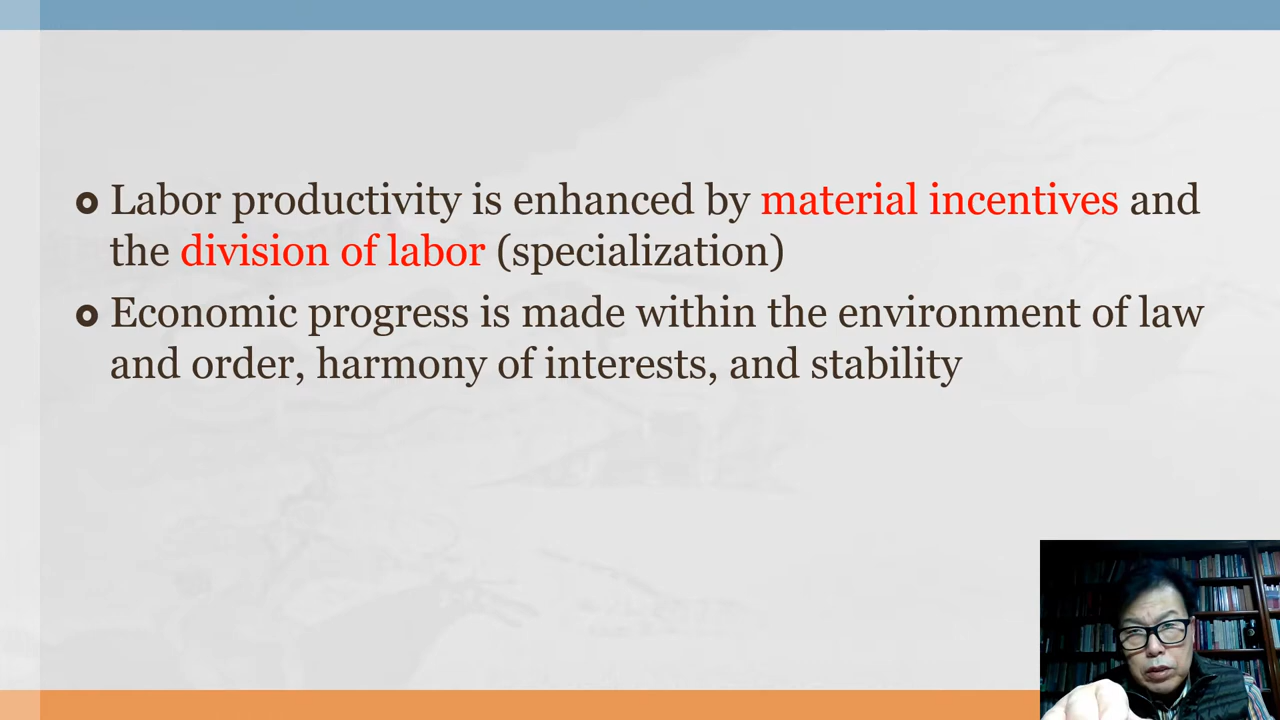 Labor productivity is enhanced by material incentives and
the division of labor (specialization)
Economic progress is made within the environment of law
and order, harmony of interests, and stability